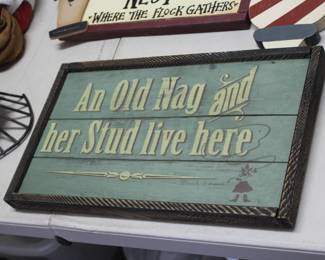 "WHERE THE FLOCK GATHERS"
An Old Nag and
her Stud live here